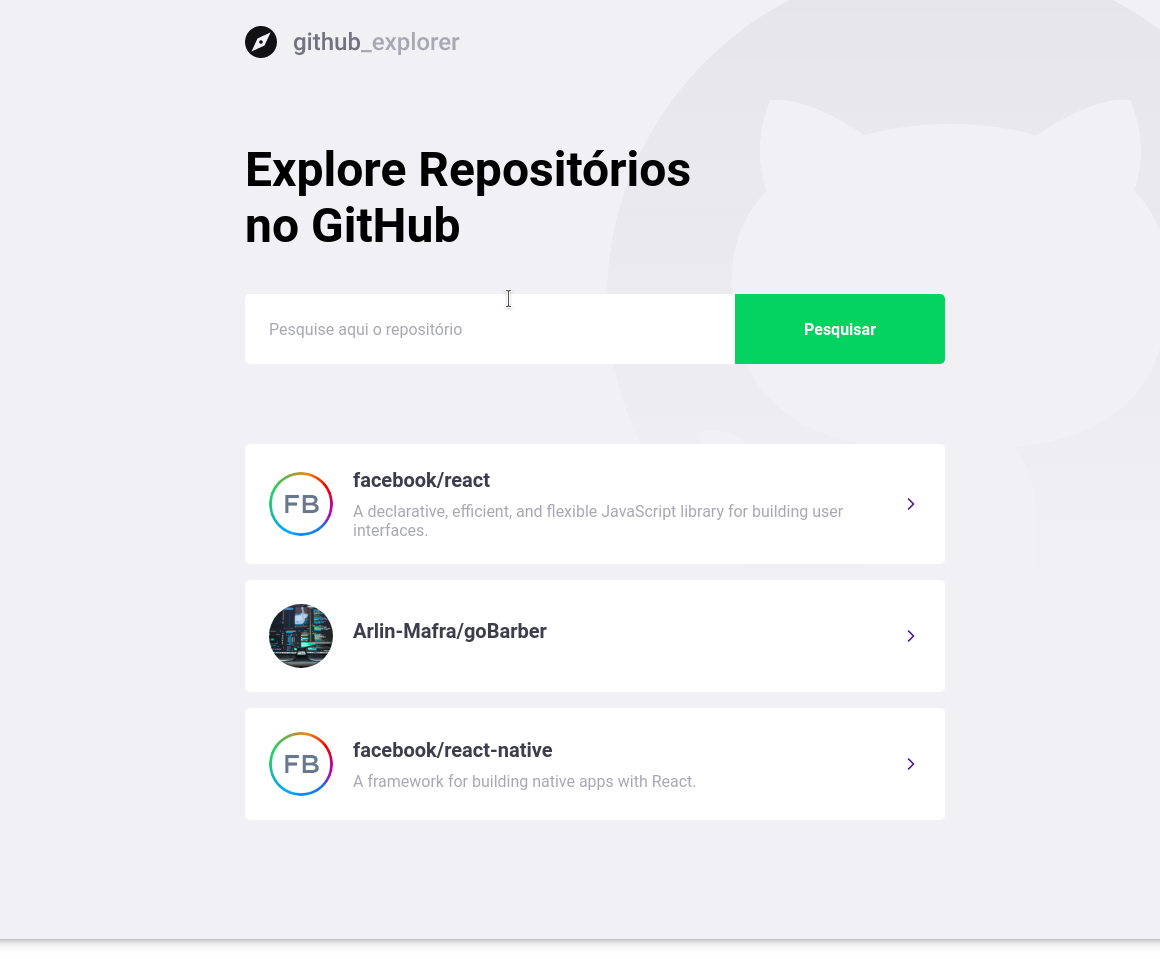 github_explorer
Explore Repositórios
no GitHub
Pesquise aqui o repositório
Pesquisar
FB
facebook/react
A declarative, efficient, and flexible JavaScript library for building user
interfaces.
Arlin-Mafra/goBarber
FB
facebook/react-native
A framework for building native apps with React.